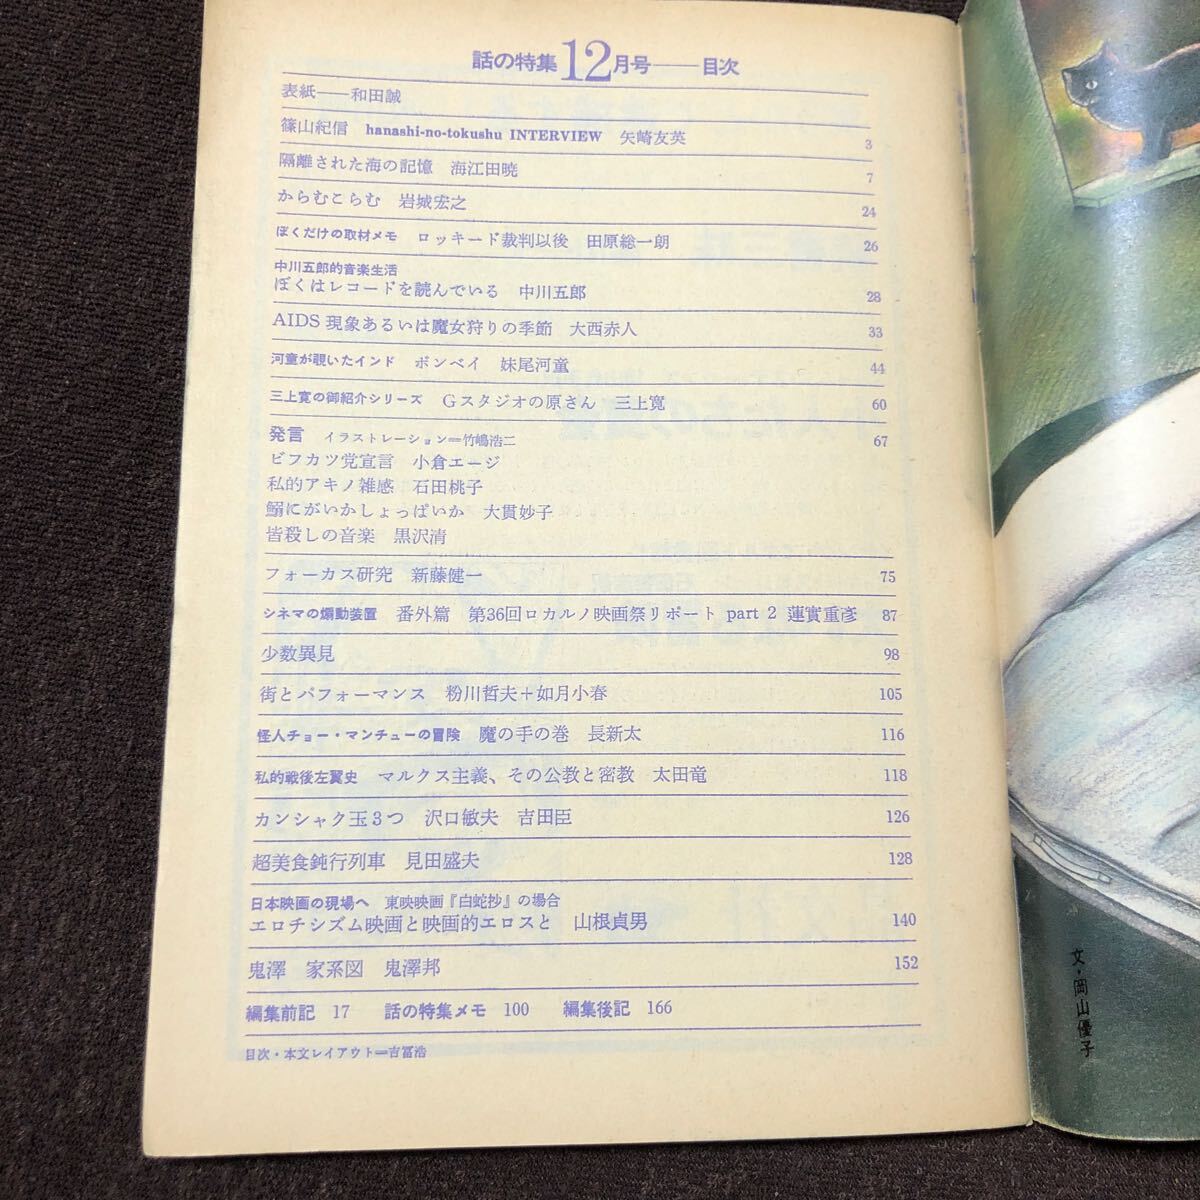 話の特集12月号――目次
表紙――和田誠
篠山紀信 hanashi-no-tokushu INTERVIEW 矢崎友英 3
隔離された海の記憶 海江田暁 7
からむこらむ 岩城宏之 24
ぼくだけの取材メモ ロッキード裁判以後 田原総一朗 26
中川五郎的音楽生活
ぼくはレコードを読んでいる 中川五郎 28
AIDS現象あるいは魔女狩りの季節 大西赤人 33
河童が覗いたインド ボンベイ 妹尾河童 44
三上寛の御紹介シリーズ Gスタジオの原さん 三上寛 60
発言 イラストレーション=竹嶋浩二 67
ビフカツ党宣言 小倉エージ
私的アキノ雑感 石田桃子
鰯にがいかしょっぱいか 大貫妙子
皆殺しの音楽 黒沢清
フォーカス研究 新藤健一 75
シネマの煽動装置 番外篇 第36回ロカルノ映画祭リポート part 2 蓮實重彦 87
少数異見 98
街とパフォーマンス 粉川哲夫+如月小春 105
怪人チョー・マンチューの冒険 魔の手の巻 長新太 116
私的戦後左翼史 マルクス主義、その公教と密教 太田竜 118
カンシャク玉3つ 沢口敏夫 吉田臣 126
超美食鈍行列車 見田盛夫 128
日本映画の現場へ 東映映画『白蛇抄』の場合
エロチシズム映画と映画的エロスと 山根貞男 140
鬼澤 家系図 鬼澤邦 152
編集前記 17 話の特集メモ 100 編集後記 166
目次・本文レイアウト=吉冨浩
文・岡山優子